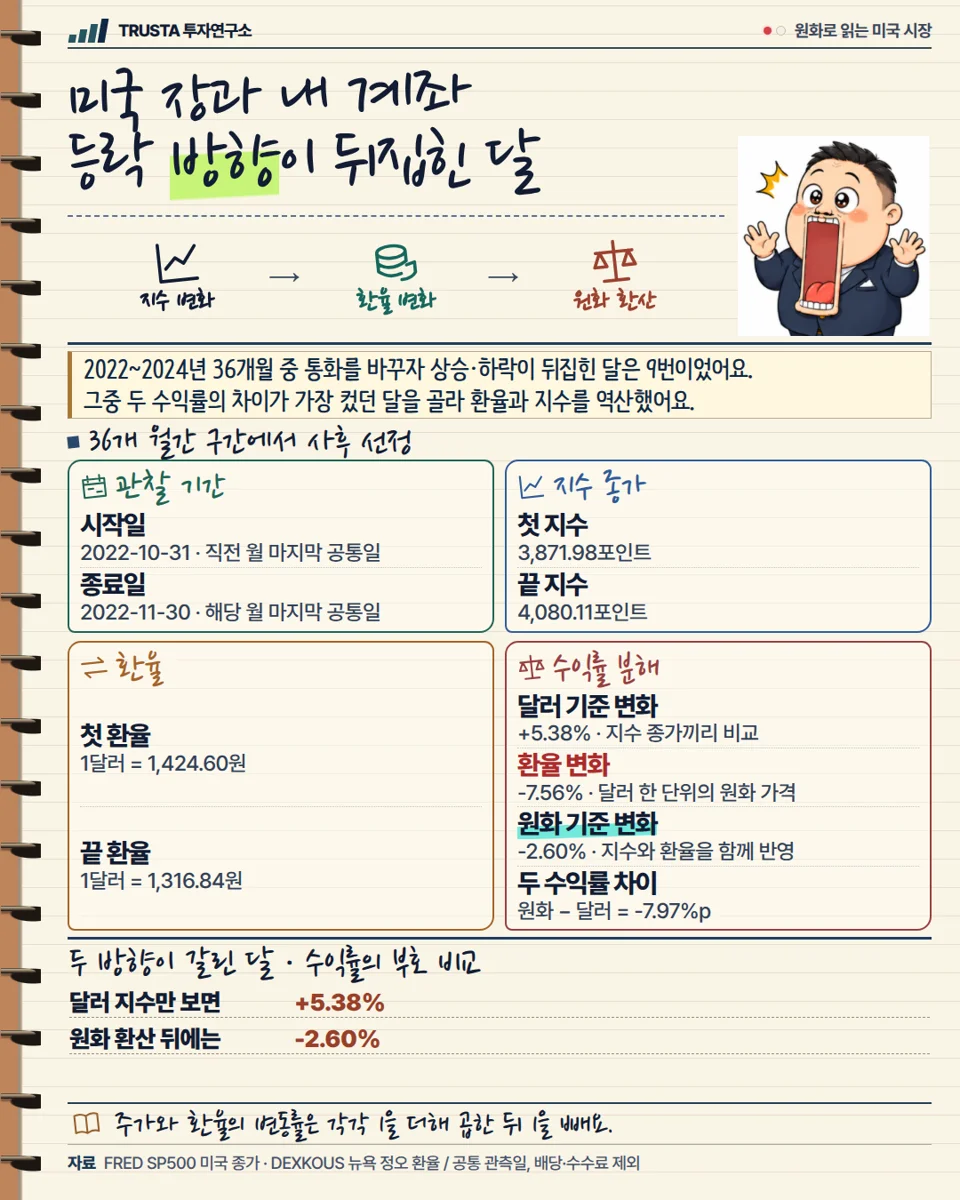 TRUSTA 투자연구소
원화로 읽는 미국 시장
미국 장과 내 계좌
등락 방향이 뒤집힌 달
지수 변화 → 환율 변화 → 원화 환산
2022~2024년 36개월 중 통화를 바꾸자 상승·하락이 뒤집힌 달은 9번이었어요.
그중 두 수익률의 차이가 가장 컸던 달을 골라 환율과 지수를 역산했어요.
36개 월간 구간에서 사후 선정
관찰 기간
시작일
2022-10-31 · 직전 월 마지막 공통일
종료일
2022-11-30 · 해당 월 마지막 공통일
지수 종가
첫 지수
3,871.98포인트
끝 지수
4,080.11포인트
환율
첫 환율
1달러 = 1,424.60원
끝 환율
1달러 = 1,316.84원
수익률 분해
달러 기준 변화
+5.38% · 지수 종가끼리 비교
환율 변화
-7.56% · 달러 한 단위의 원화 가격
원화 기준 변화
-2.60% · 지수와 환율을 함께 반영
두 수익률 차이
원화 − 달러 = -7.97%p
두 방향이 갈린 달 · 수익률의 부호 비교
달러 지수만 보면 +5.38%
원화 환산 뒤에는 -2.60%
주가와 환율의 변동률은 각각 1을 더해 곱한 뒤 1을 빼요.
자료 FRED SP500 미국 종가 · DEXKOUS 뉴욕 정오 환율 / 공통 관측일, 배당·수수료 제외